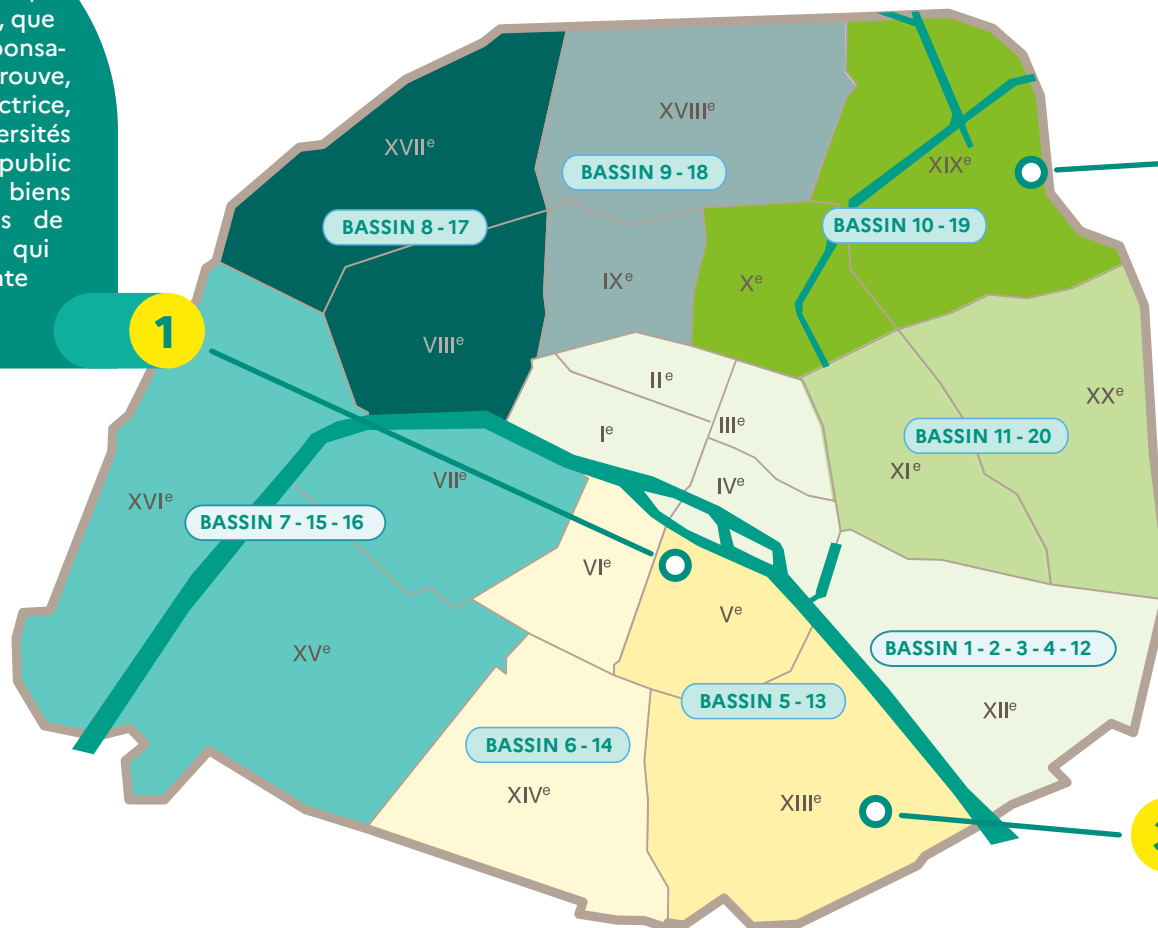 , que
ponsa-
rouve,
ctrice,
ersités
public
biens
s de
qui
nte
1
XVIIᵉ
XVIIIᵉ
XIXᵉ
BASSIN 9 - 18
BASSIN 8 - 17
BASSIN 10 - 19
IXᵉ
Xᵉ
VIIIᵉ
IIᵉ
XXᵉ
Iᵉ
IIIᵉ
BASSIN 11 - 20
XIᵉ
VIIᵉ
IVᵉ
XVIᵉ
BASSIN 7 - 15 - 16
VIᵉ
Vᵉ
XVᵉ
BASSIN 1 - 2 - 3 - 4 - 12
BASSIN 5 - 13
XIIᵉ
BASSIN 6 - 14
XIVᵉ
XIIIᵉ